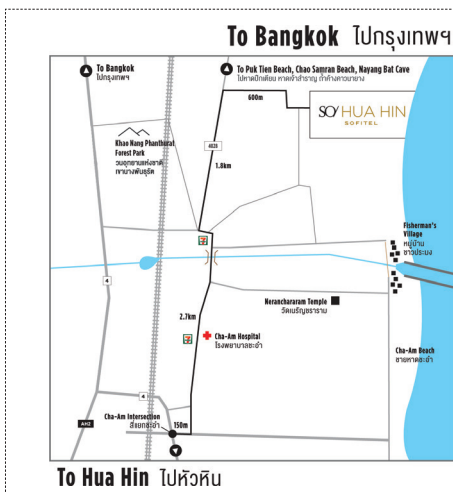 To Bangkok ไปกรุงเทพฯ
To Bangkok
ไปกรุงเทพฯ
To Puk Tien Beach, Chao Samran Beach, Nayang Bat Cave
ไปหาดปึกเตียน หาดเจ้าสำราญ ถ้ำค้างคาวนายาง
600m
SO/ HUA HIN
SOFITEL
Khao Nang Phanthurat
Forest Park
วนอุทยานแห่งชาติ
เขานางพันธุรัต
4028
1.8km
7
Fisherman's
Village
หมู่บ้าน
ชาวประมง
4
2.7km
Neranchararam Temple
วัดเนรัญชราราม
7
Cha-Am Hospital
โรงพยาบาลชะอำ
Cha-Am Beach
ชายหาดชะอำ
4
Cha-Am Intersection
สี่แยกชะอำ
150m
AH2
To Hua Hin ไปหัวหิน